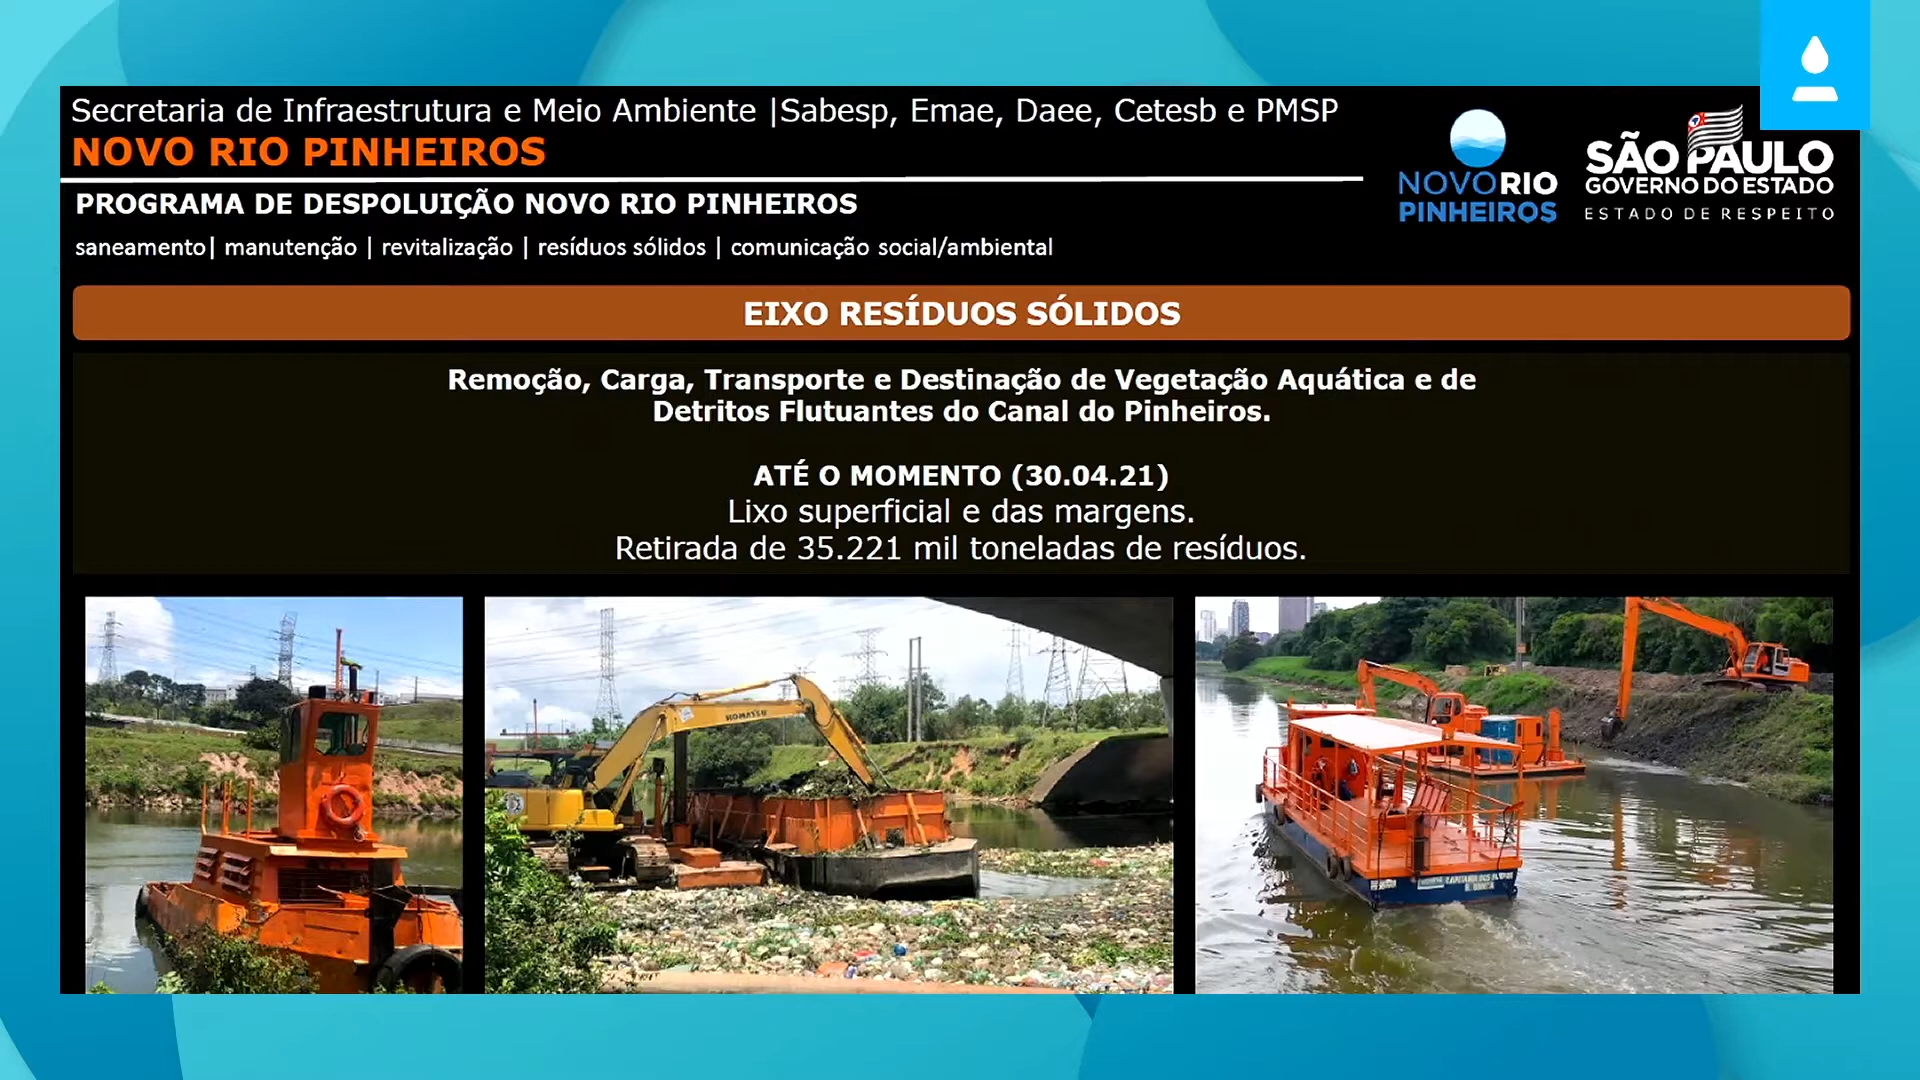 Secretaria de Infraestrutura e Meio Ambiente |Sabesp, Emae, Daee, Cetesb e PMSP
NOVO RIO PINHEIROS
PROGRAMA DE DESPOLUIÇÃO NOVO RIO PINHEIROS
saneamento| manutenção | revitalização | resíduos sólidos | comunicação social/ambiental
NOVO RIO
PINHEIROS
SÃO PAULO
GOVERNO DO ESTADO
ESTADO DE RESPEITO
EIXO RESÍDUOS SÓLIDOS
Remoção, Carga, Transporte e Destinação de Vegetação Aquática e de
Detritos Flutuantes do Canal do Pinheiros.
ATÉ O MOMENTO (30.04.21)
Lixo superficial e das margens.
Retirada de 35.221 mil toneladas de resíduos.
KOMATSU